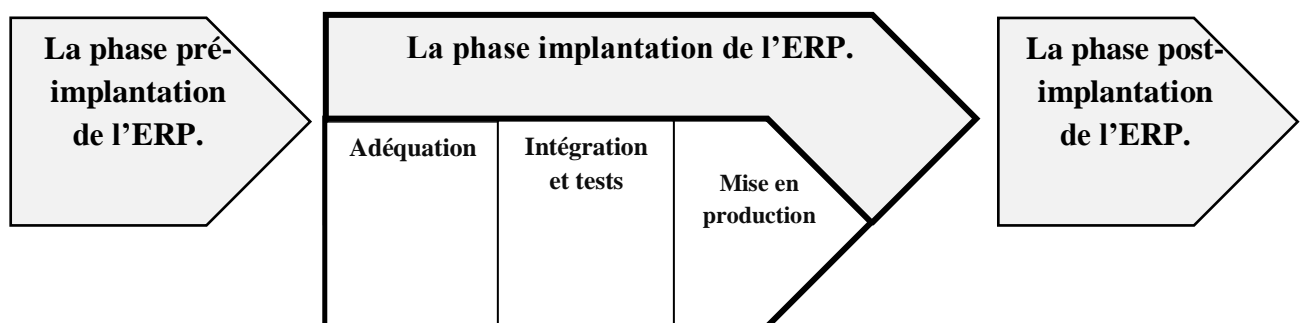 La phase pré-
implantation
de l’ERP.
La phase implantation de l’ERP.
Adéquation
Intégration
et tests
Mise en
production
La phase post-
implantation
de l’ERP.